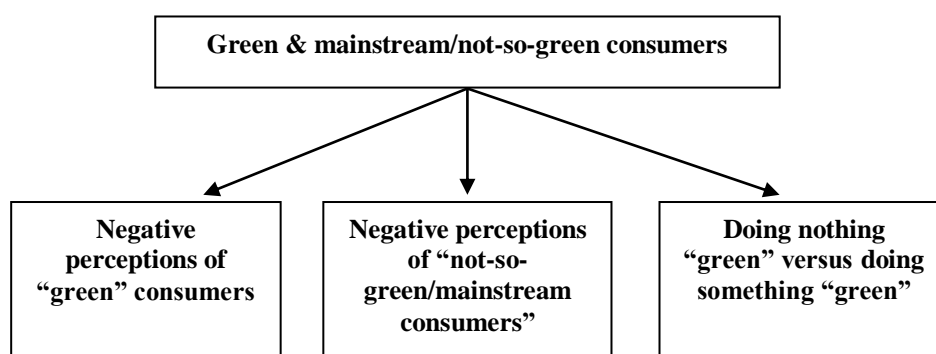 Green & mainstream/not-so-green consumers
Negative
perceptions of
“green” consumers
Negative perceptions
of “not-so-
green/mainstream
consumers”
Doing nothing
“green” versus doing
something “green”